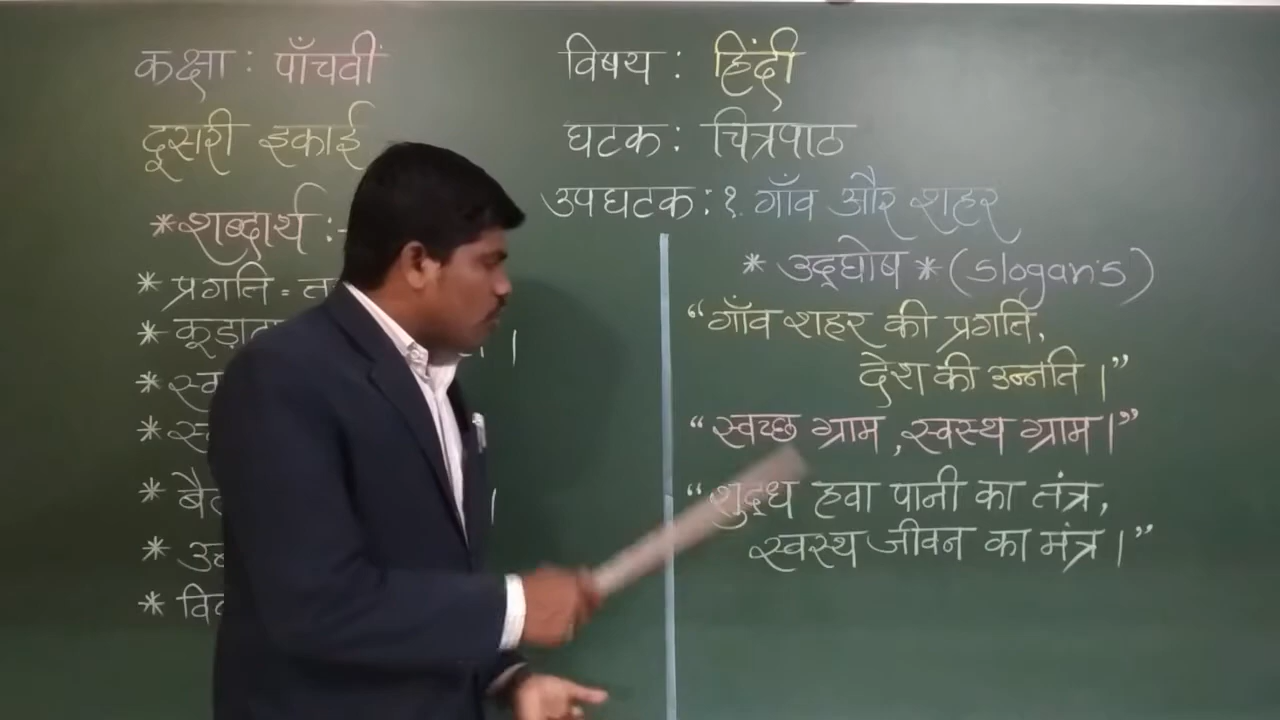 कक्षा : पाँचवीं
विषय : हिंदी
दूसरी इकाई
घटक : चित्रपाठ
उपघटक : १. गाँव और शहर
*शब्दार्थ :-
* प्रगति =
*
*
*
*
*
*
* उद्घोष * (slogan's)
“गाँव शहर की प्रगति,
देश की उन्नति ।”
“स्वच्छ ग्राम , स्वस्थ ग्राम ।”
“शुद्ध हवा पानी का तंत्र,
स्वस्थ जीवन का मंत्र ।”